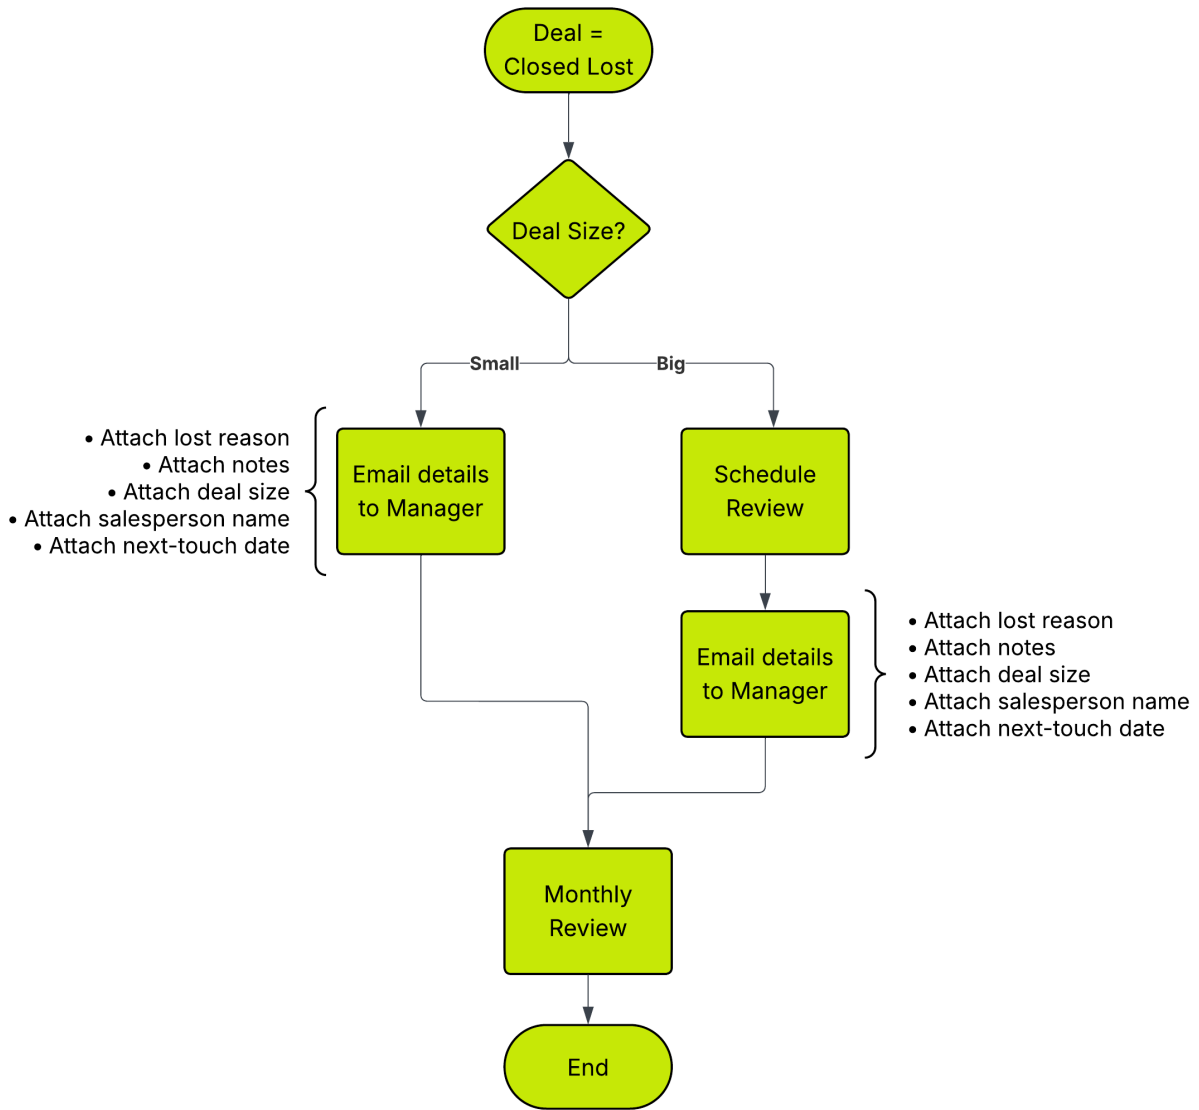 Deal =
Closed Lost
Deal Size?
Small
Big
• Attach lost reason
• Attach notes
• Attach deal size
• Attach salesperson name
• Attach next-touch date
Email details
to Manager
Schedule
Review
Email details
to Manager
• Attach lost reason
• Attach notes
• Attach deal size
• Attach salesperson name
• Attach next-touch date
Monthly
Review
End